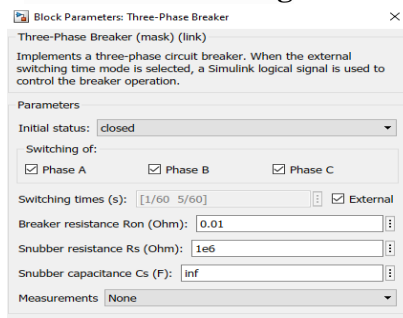 Block Parameters: Three-Phase Breaker
Three-Phase Breaker (mask) (link)
Implements a three-phase circuit breaker. When the external
switching time mode is selected, a Simulink logical signal is used to
control the breaker operation.
Parameters
Initial status: closed
Switching of:
Phase A Phase B Phase C
Switching times (s): [1/60 5/60] External
Breaker resistance Ron (Ohm): 0.01
Snubber resistance Rs (Ohm): 1e6
Snubber capacitance Cs (F): inf
Measurements None